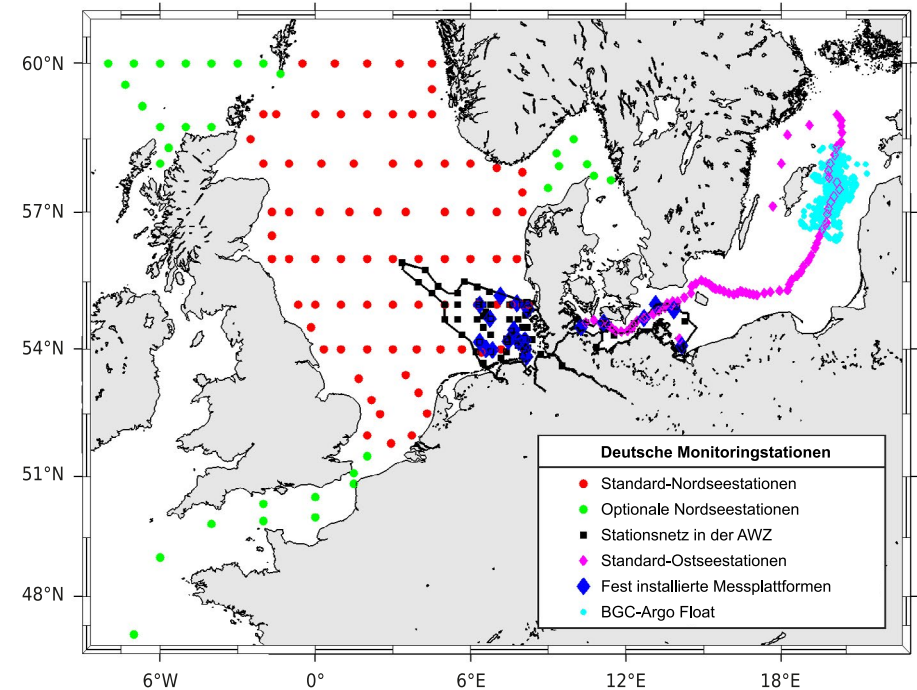 60°N
57°N
54°N
51°N
48°N
Deutsche Monitoringstationen
Standard-Nordseestationen
Optionale Nordseestationen
Stationsnetz in der AWZ
Standard-Ostseestationen
Fest installierte Messplattformen
BGC-Argo Float
6°W 0° 6°E 12°E 18°E